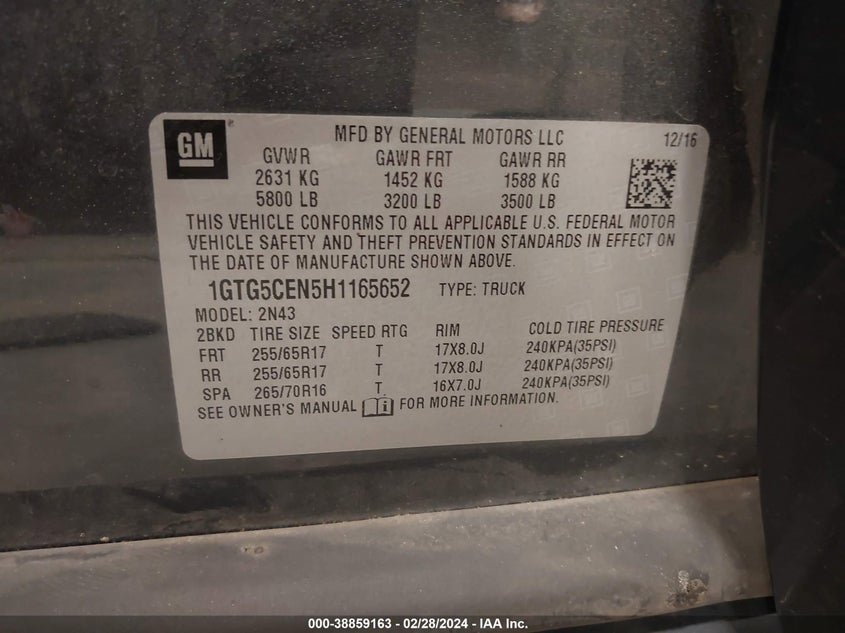 GM
MFD BY GENERAL MOTORS LLC 12/16
GVWR GAWR FRT GAWR RR
2631 KG 1452 KG 1588 KG
5800 LB 3200 LB 3500 LB
THIS VEHICLE CONFORMS TO ALL APPLICABLE U.S. FEDERAL MOTOR
VEHICLE SAFETY AND THEFT PREVENTION STANDARDS IN EFFECT ON
THE DATE OF MANUFACTURE SHOWN ABOVE.
1GTG5CEN5H1165652 TYPE: TRUCK
MODEL: 2N43
2BKD TIRE SIZE SPEED RTG RIM COLD TIRE PRESSURE
FRT 255/65R17 T 17X8.0J 240KPA(35PSI)
RR 255/65R17 T 17X8.0J 240KPA(35PSI)
SPA 265/70R16 T 16X7.0J 240KPA(35PSI)
SEE OWNER'S MANUAL i FOR MORE INFORMATION.
000-38859163 - 02/28/2024 - IAA Inc.